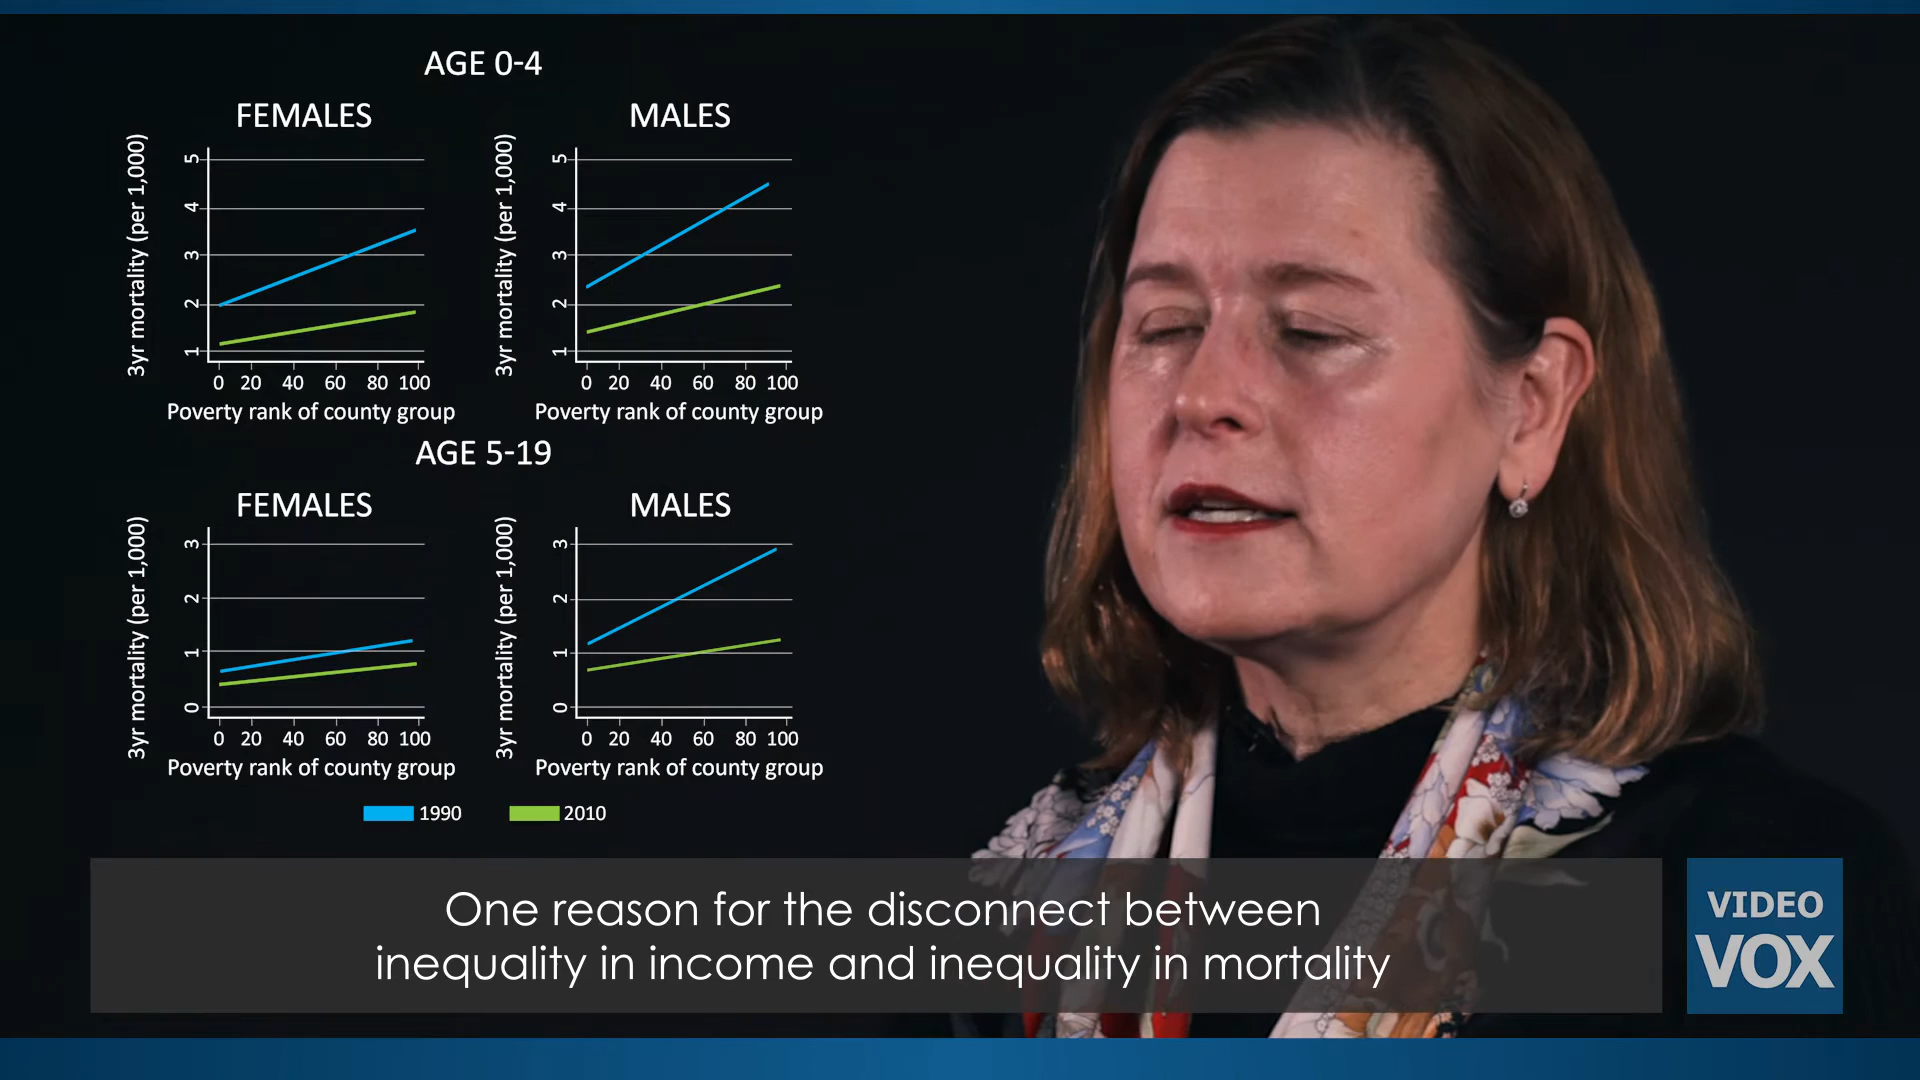 AGE 0-4
FEMALES
3yr mortality (per 1,000)
5
4
3
2
1
0 20 40 60 80 100
Poverty rank of county group
MALES
3yr mortality (per 1,000)
5
4
3
2
1
0 20 40 60 80 100
Poverty rank of county group
AGE 5-19
FEMALES
3yr mortality (per 1,000)
3
2
1
0
0 20 40 60 80 100
Poverty rank of county group
MALES
3yr mortality (per 1,000)
3
2
1
0
0 20 40 60 80 100
Poverty rank of county group
1990
2010
One reason for the disconnect between
inequality in income and inequality in mortality
VIDEO
VOX